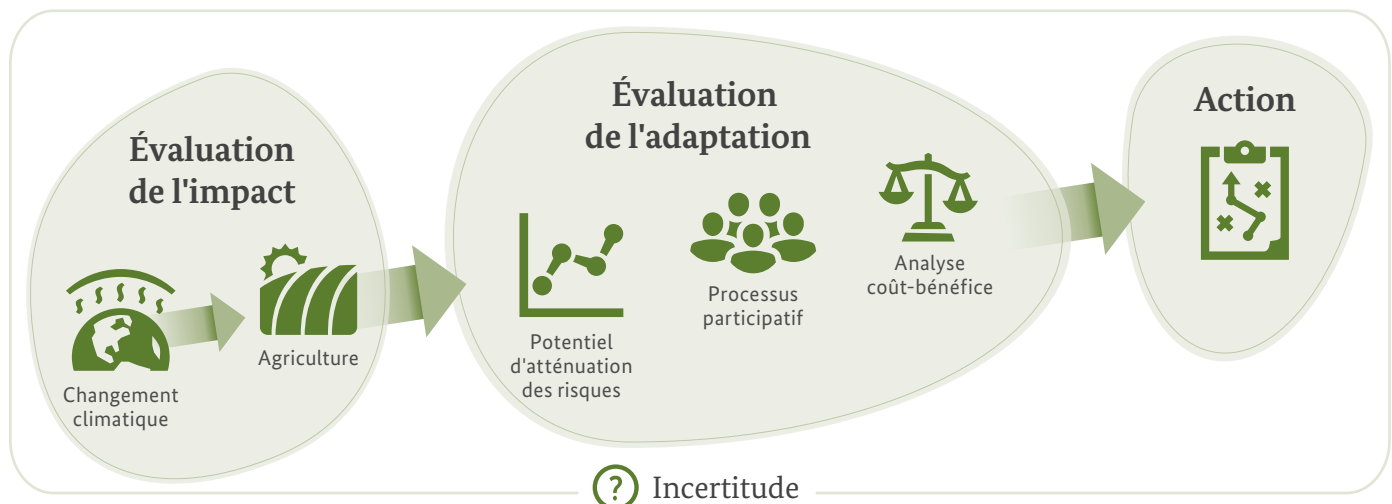 Évaluation
de l'impact
Changement
climatique
Agriculture
Évaluation
de l'adaptation
Potentiel
d'atténuation
des risques
Processus
participatif
Analyse
coût-bénéfice
Action
? Incertitude